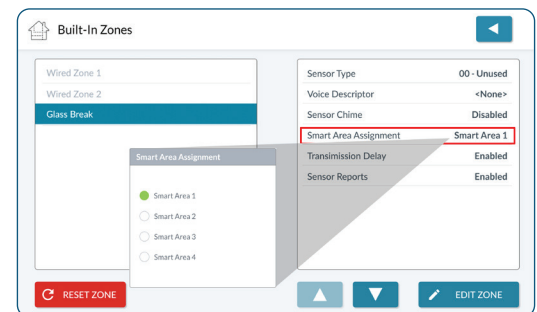 Built-In Zones
Wired Zone 1
Wired Zone 2
Glass Break
Sensor Type 00 - Unused
Voice Descriptor <None>
Sensor Chime Disabled
Smart Area Assignment Smart Area 1
Transmission Delay Enabled
Sensor Reports Enabled
Smart Area Assignment
Smart Area 1
Smart Area 2
Smart Area 3
Smart Area 4
RESET ZONE
EDIT ZONE